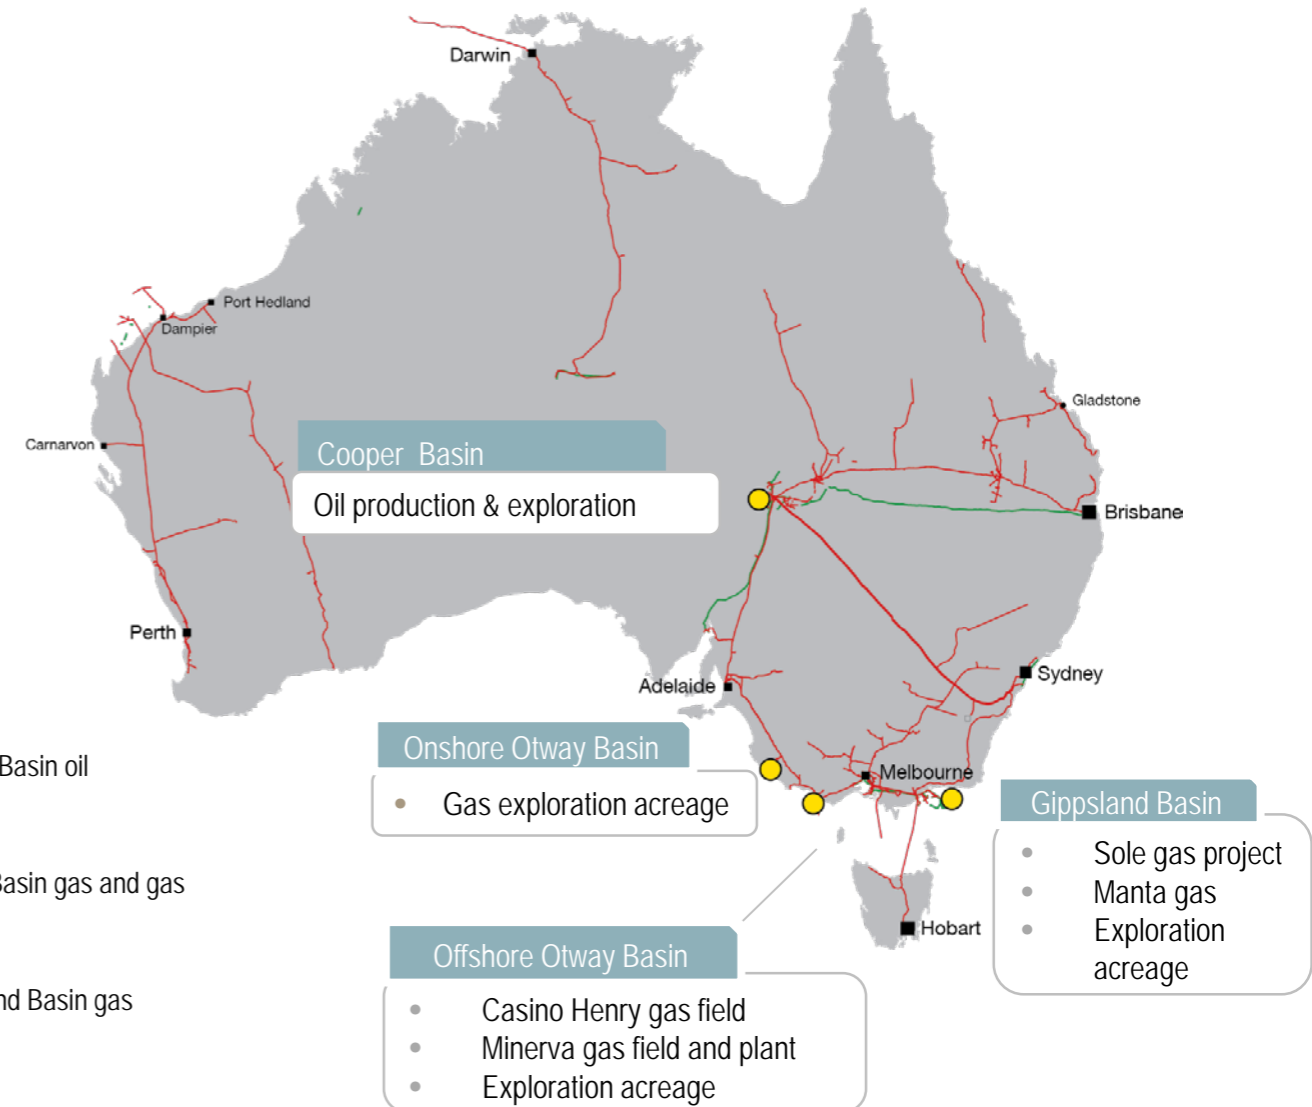 Darwin
Port Hedland
Dampier
Gladstone
Carnarvon
Cooper Basin
Oil production & exploration
Brisbane
Perth
Sydney
Adelaide
Onshore Otway Basin
• Gas exploration acreage
Melbourne
Basin oil
Gippsland Basin
• Sole gas project
• Manta gas
• Exploration
acreage
Basin gas and gas
Hobart
Offshore Otway Basin
• Casino Henry gas field
• Minerva gas field and plant
• Exploration acreage
nd Basin gas